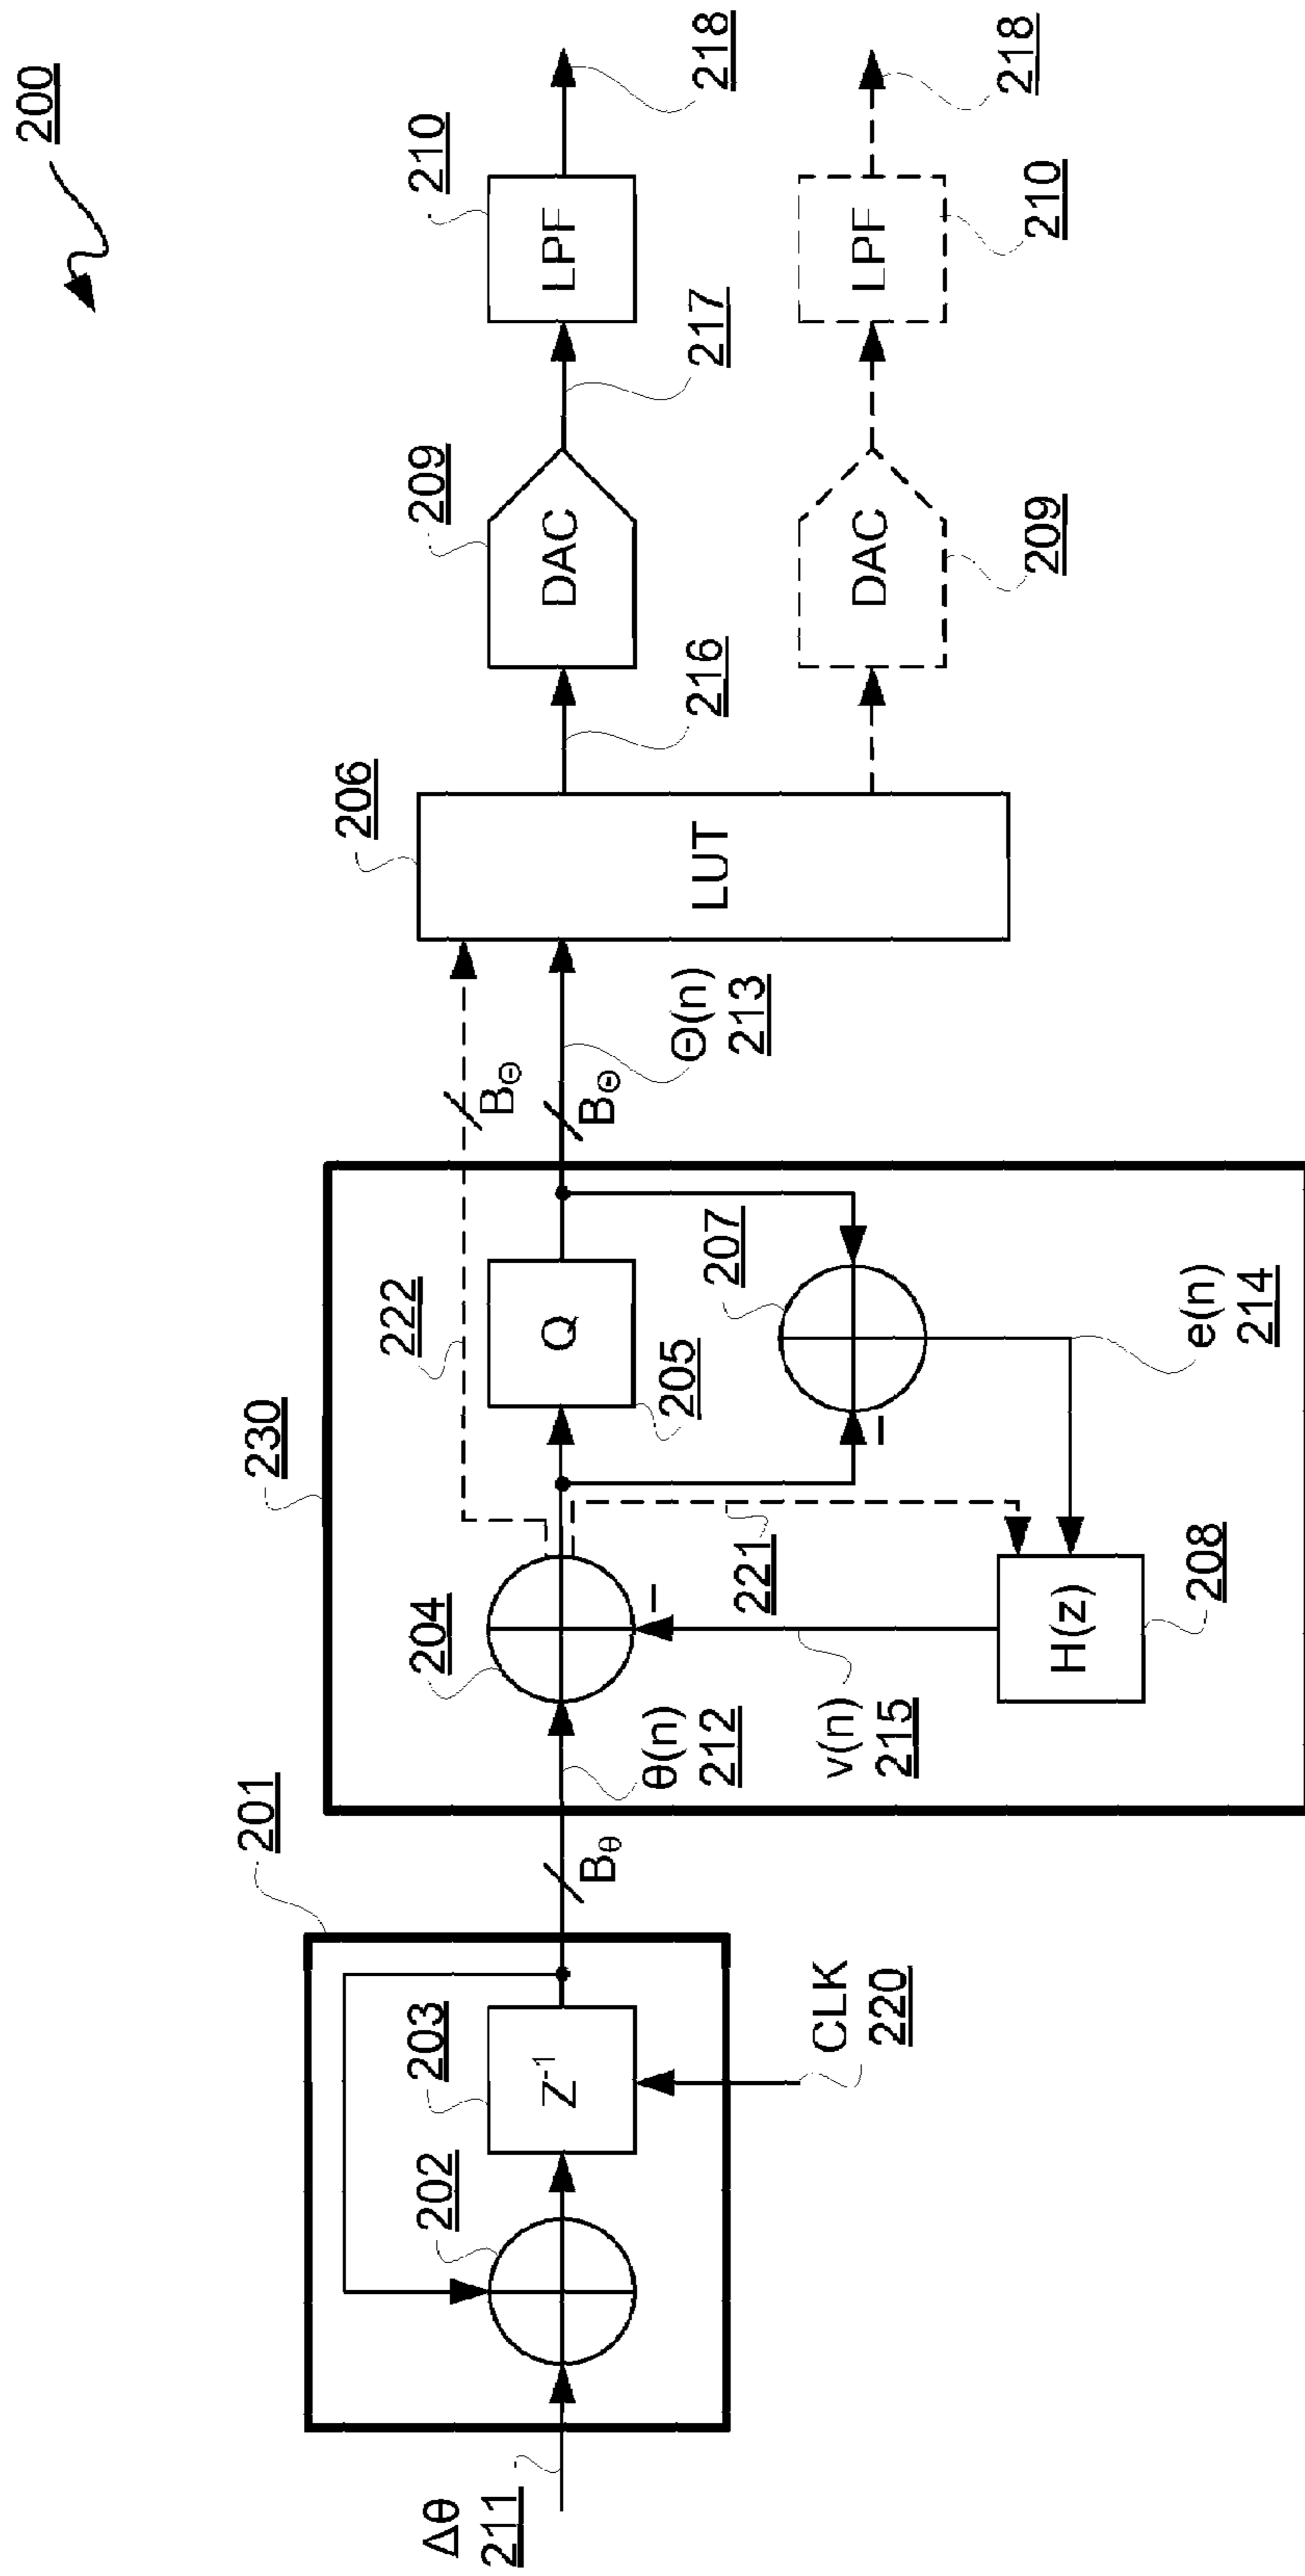 200
Δθ
211
201
202
203
Z⁻¹
CLK
220
Bθ
230
θ(n)
212
204
v(n)
215
H(z)
208
221
222
Q
205
207
e(n)
214
BΘ
BΘ
Θ(n)
213
206
LUT
216
209
DAC
217
210
LPF
218
DAC
209
LPF
210
218